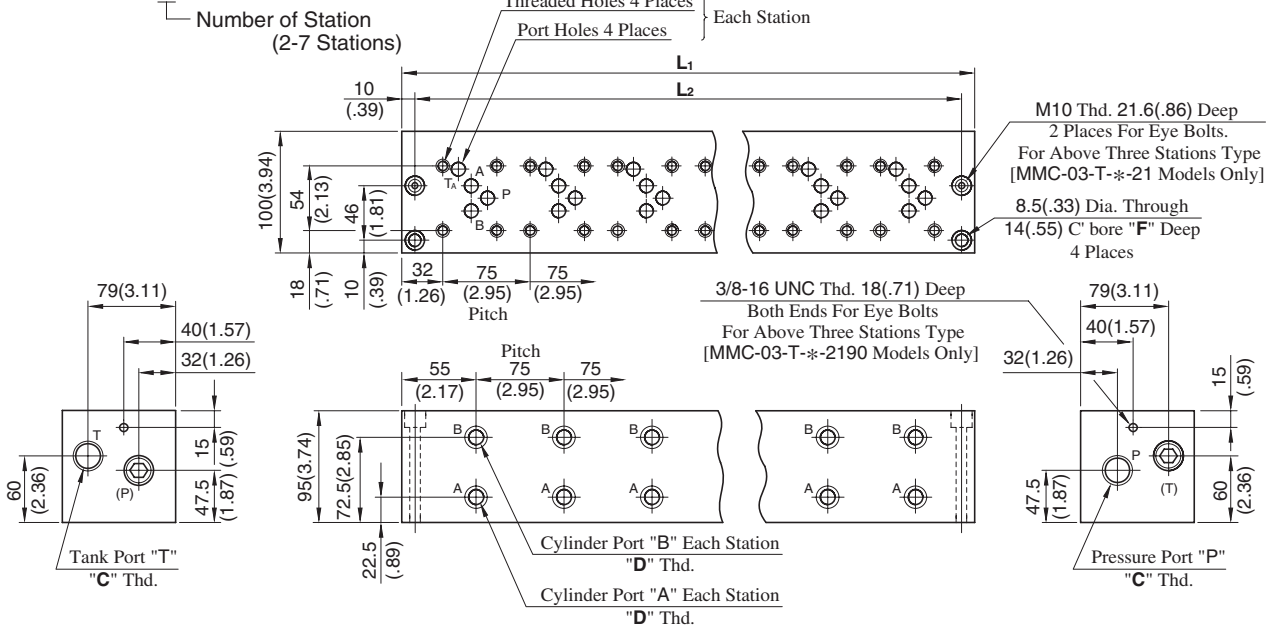 Number of Station
(2-7 Stations)
Threaded Holes 4 Places
Port Holes 4 Places
Each Station
L1
L2
10
(.39)
100(3.94)
54
(2.13)
46
(1.81)
18
(.71)
10
(.39)
TA
A
P
B
32
(1.26)
75
(2.95)
75
(2.95)
Pitch
M10 Thd. 21.6(.86) Deep
2 Places For Eye Bolts.
For Above Three Stations Type
[MMC-03-T-*-21 Models Only]
8.5(.33) Dia. Through
14(.55) C' bore "F" Deep
4 Places
3/8-16 UNC Thd. 18(.71) Deep
Both Ends For Eye Bolts
For Above Three Stations Type
[MMC-03-T-*-2190 Models Only]
79(3.11)
40(1.57)
32(1.26)
T
(P)
15
(.59)
60
(2.36)
47.5
(1.87)
Tank Port "T"
"C" Thd.
Pitch
55
(2.17)
75
(2.95)
75
(2.95)
95(3.74)
72.5(2.85)
22.5
(.89)
B
B
B
B
B
A
A
A
A
A
Cylinder Port "B" Each Station
"D" Thd.
Cylinder Port "A" Each Station
"D" Thd.
79(3.11)
40(1.57)
32(1.26)
15
(.59)
P
(T)
47.5
(1.87)
60
(2.36)
Pressure Port "P"
"C" Thd.